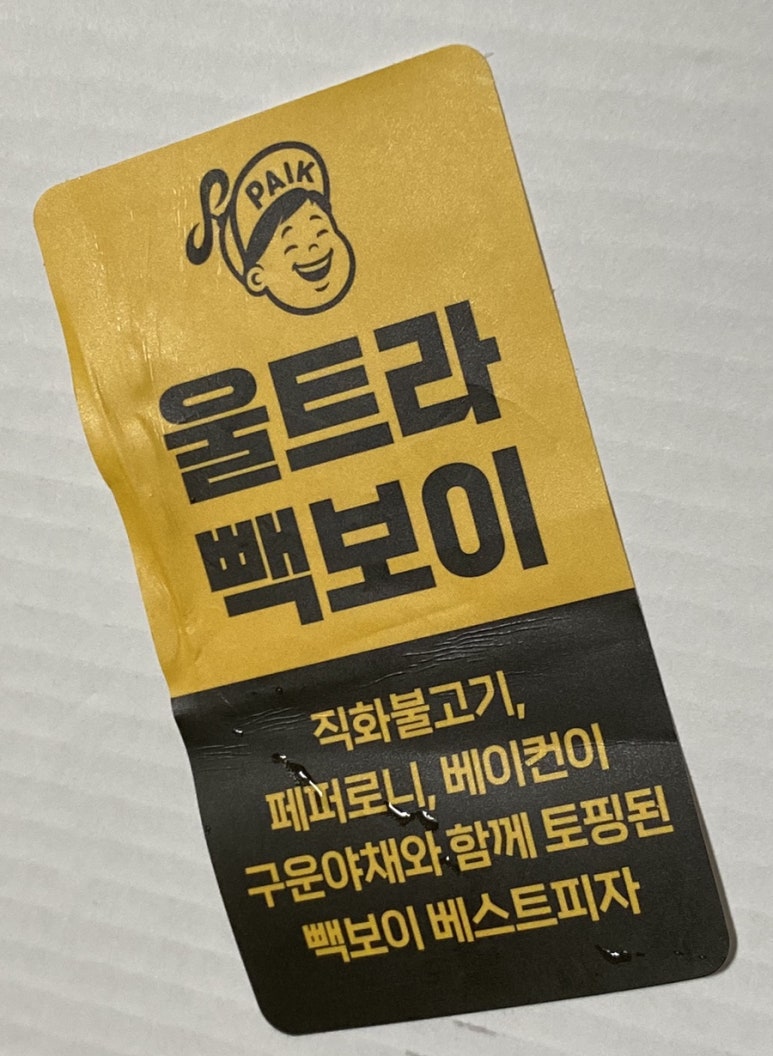 PAIK
울트라
빽보이
직화불고기,
페퍼로니, 베이컨이
구운야채와 함께 토핑된
빽보이 베스트피자